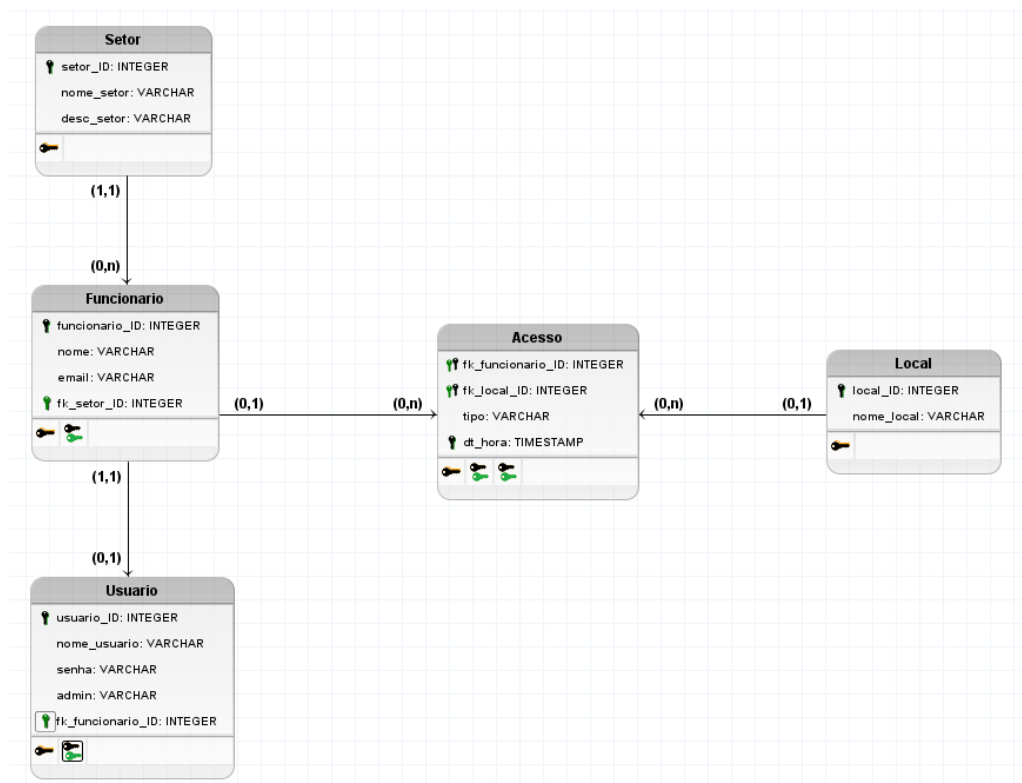 Setor
setor_ID: INTEGER
nome_setor: VARCHAR
desc_setor: VARCHAR
(1,1)
(0,n)
Funcionario
funcionario_ID: INTEGER
nome: VARCHAR
email: VARCHAR
fk_setor_ID: INTEGER
(0,1)
(0,n)
Acesso
fk_funcionario_ID: INTEGER
fk_local_ID: INTEGER
tipo: VARCHAR
dt_hora: TIMESTAMP
(0,n)
(0,1)
Local
local_ID: INTEGER
nome_local: VARCHAR
(1,1)
(0,1)
Usuario
usuario_ID: INTEGER
nome_usuario: VARCHAR
senha: VARCHAR
admin: VARCHAR
fk_funcionario_ID: INTEGER